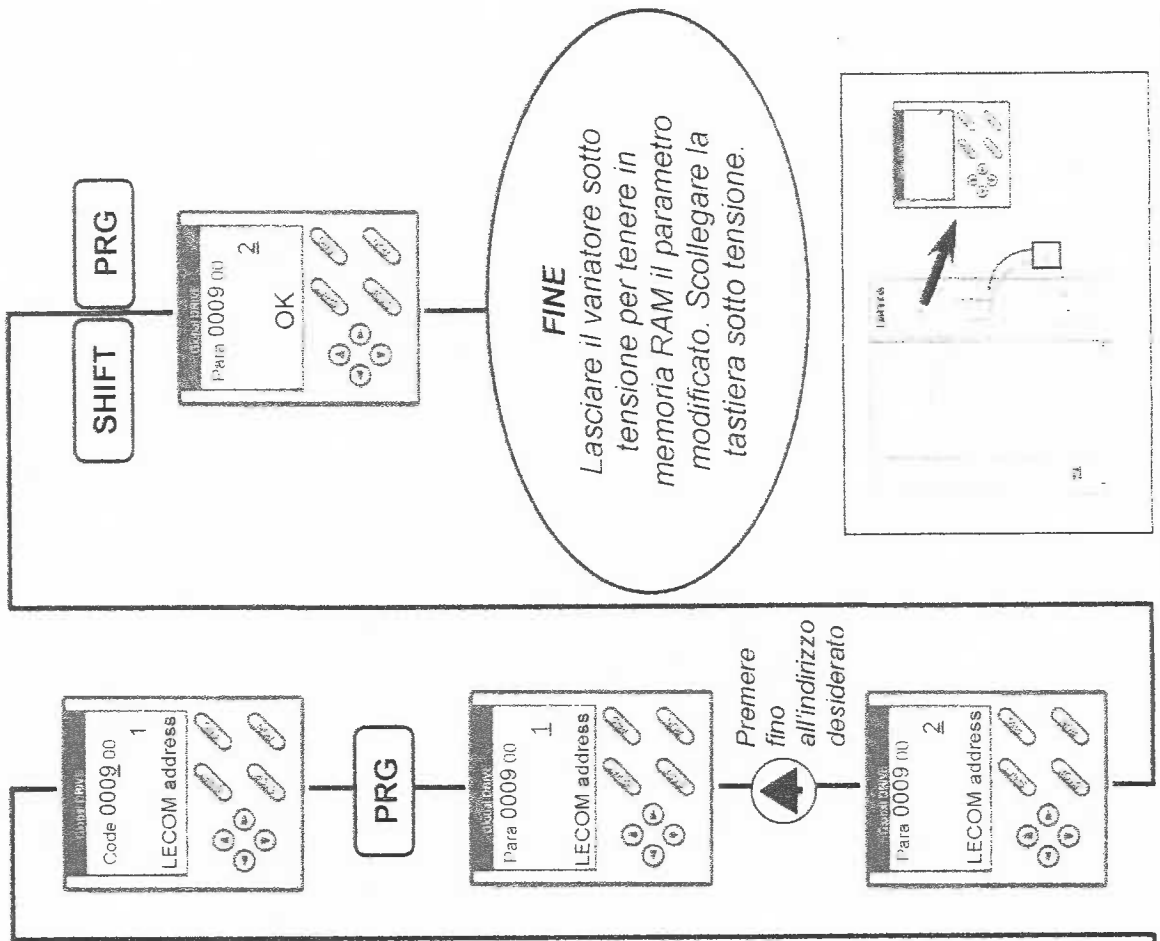 Code 0009 00
1
LECOM address
PRG
Para 0009 00
1
LECOM address
Premere
fino
all'indirizzo
desiderato
Para 0009 00
2
LECOM address
SHIFT
PRG
Para 0009 00
2
OK
FINE
Lasciare il variatore sotto
tensione per tenere in
memoria RAM il parametro
modificato. Scollegare la
tastiera sotto tensione.